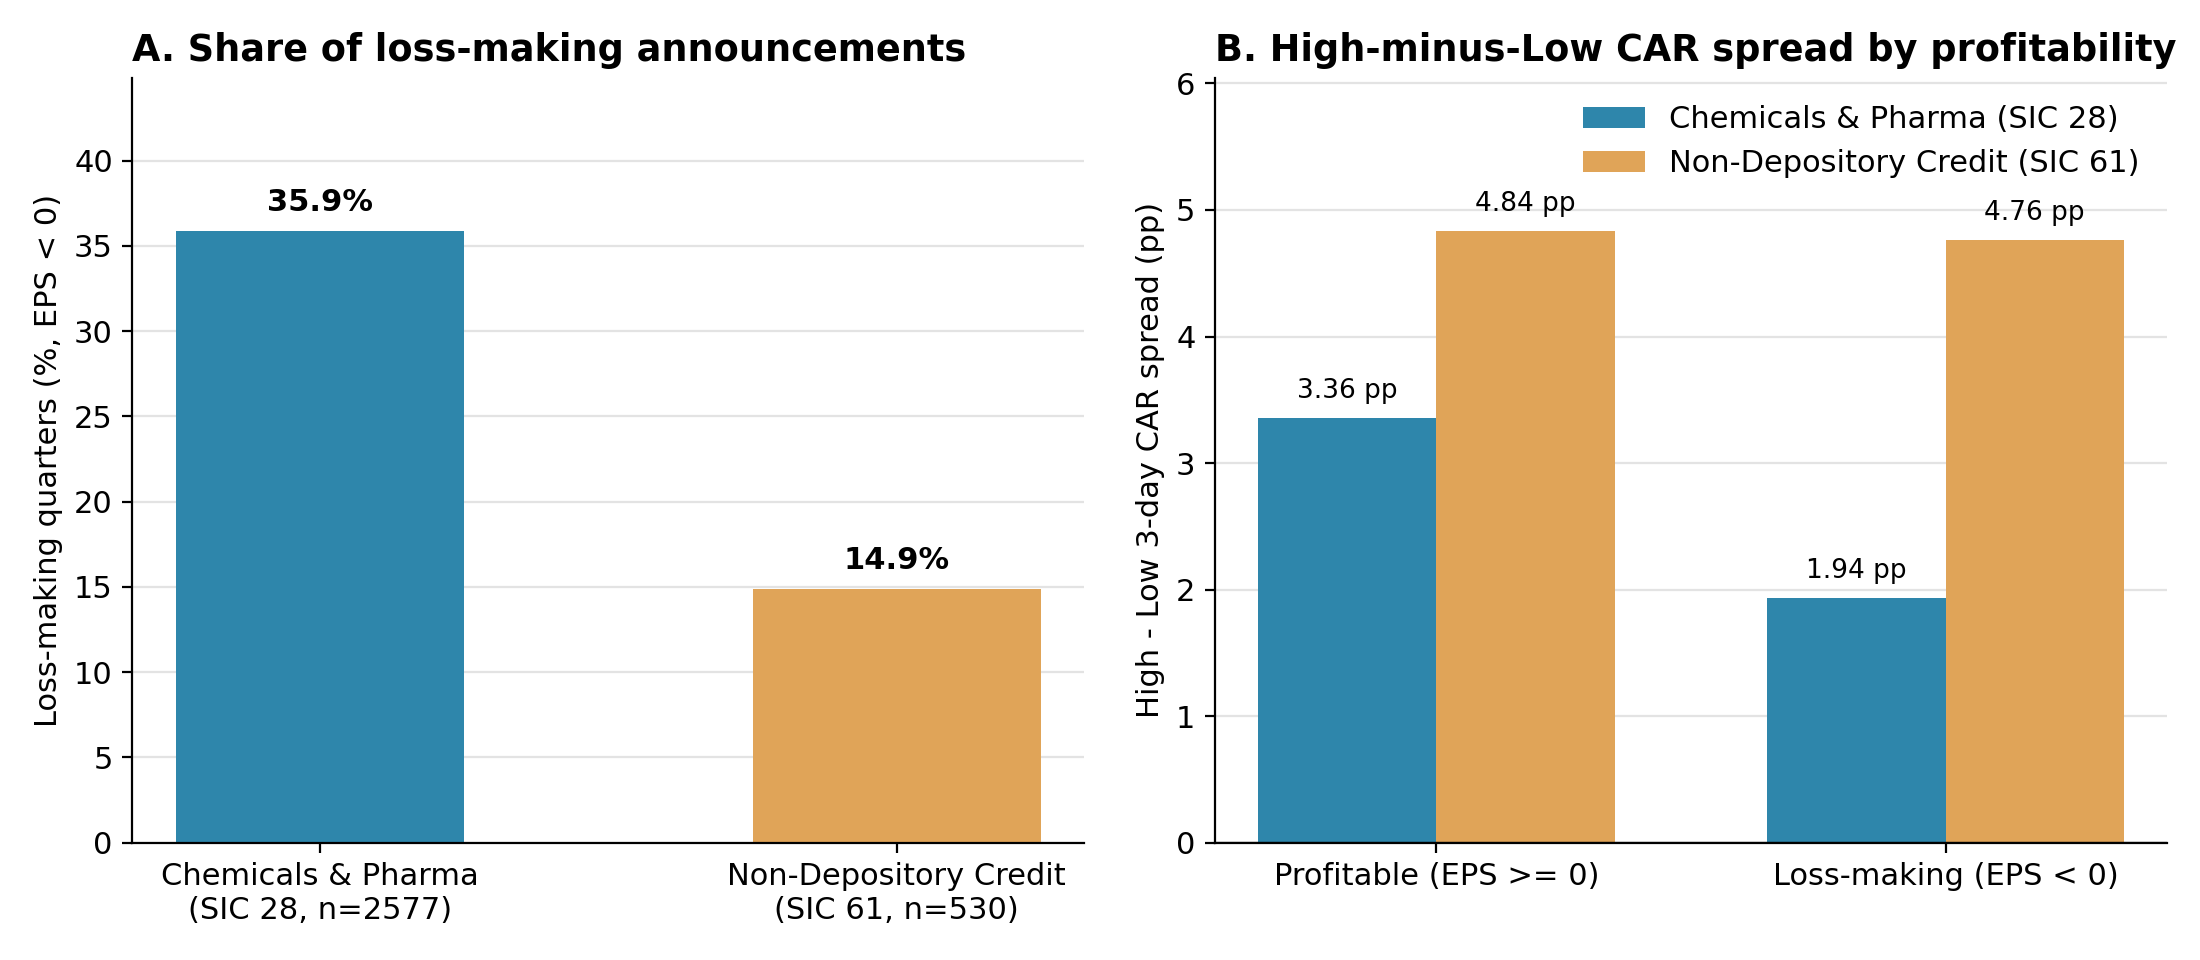 A. Share of loss-making announcements
Loss-making quarters (%, EPS < 0)
40
35
30
25
20
15
10
5
0
35.9%
14.9%
Chemicals & Pharma
(SIC 28, n=2577)
Non-Depository Credit
(SIC 61, n=530)
B. High-minus-Low CAR spread by profitability
High - Low 3-day CAR spread (pp)
6
5
4
3
2
1
0
Chemicals & Pharma (SIC 28)
Non-Depository Credit (SIC 61)
3.36 pp
4.84 pp
1.94 pp
4.76 pp
Profitable (EPS >= 0)
Loss-making (EPS < 0)